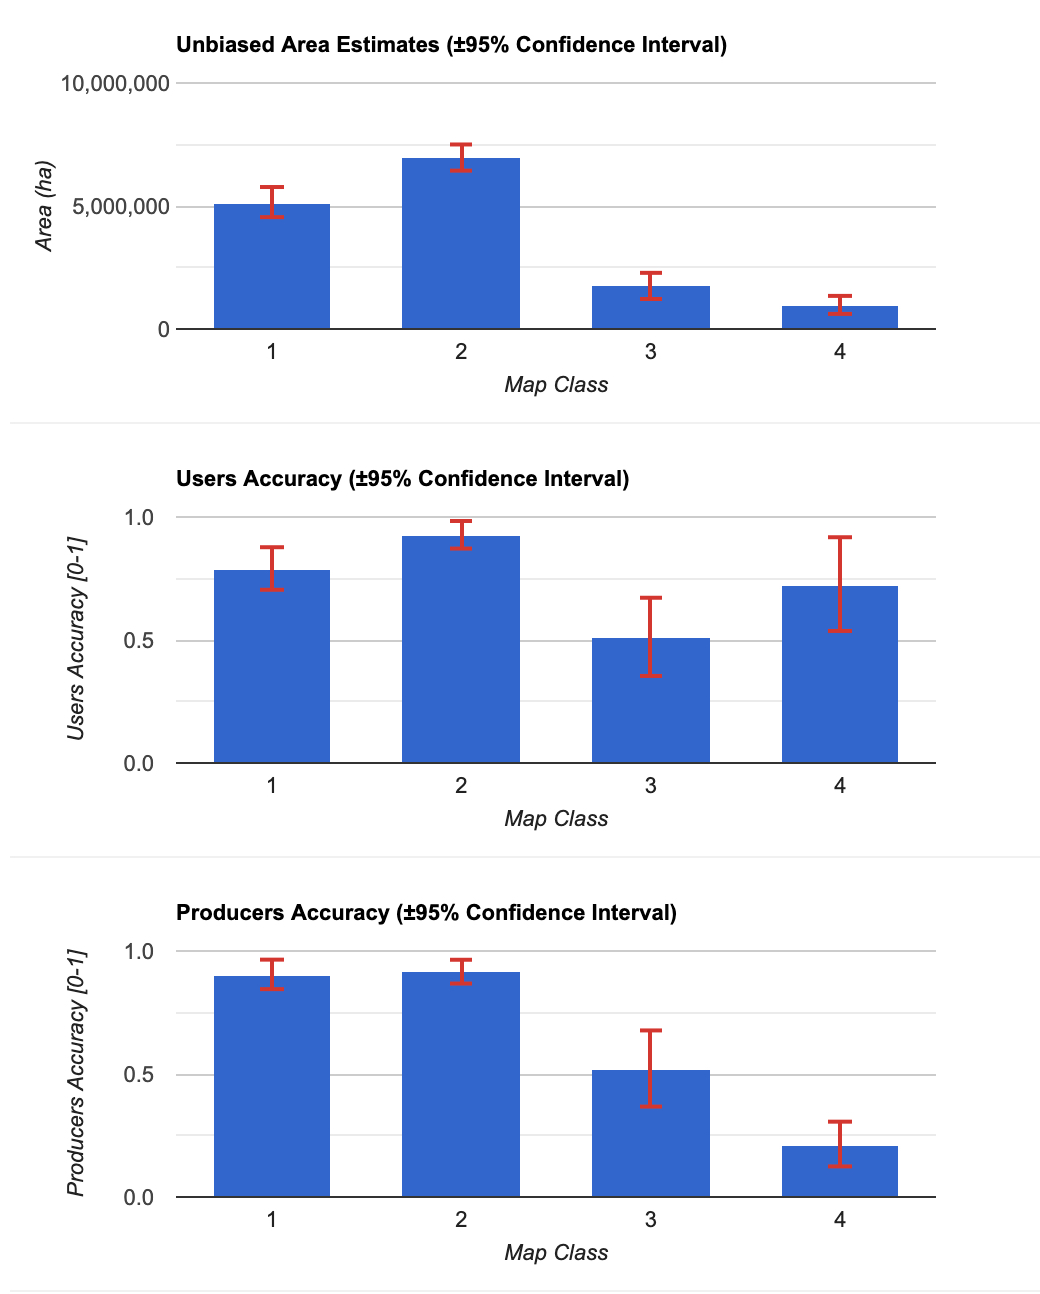 Unbiased Area Estimates (±95% Confidence Interval)
10,000,000
5,000,000
0
Area (ha)
1 2 3 4
Map Class
Users Accuracy (±95% Confidence Interval)
1.0
0.5
0.0
Users Accuracy [0-1]
1 2 3 4
Map Class
Producers Accuracy (±95% Confidence Interval)
1.0
0.5
0.0
Producers Accuracy [0-1]
1 2 3 4
Map Class